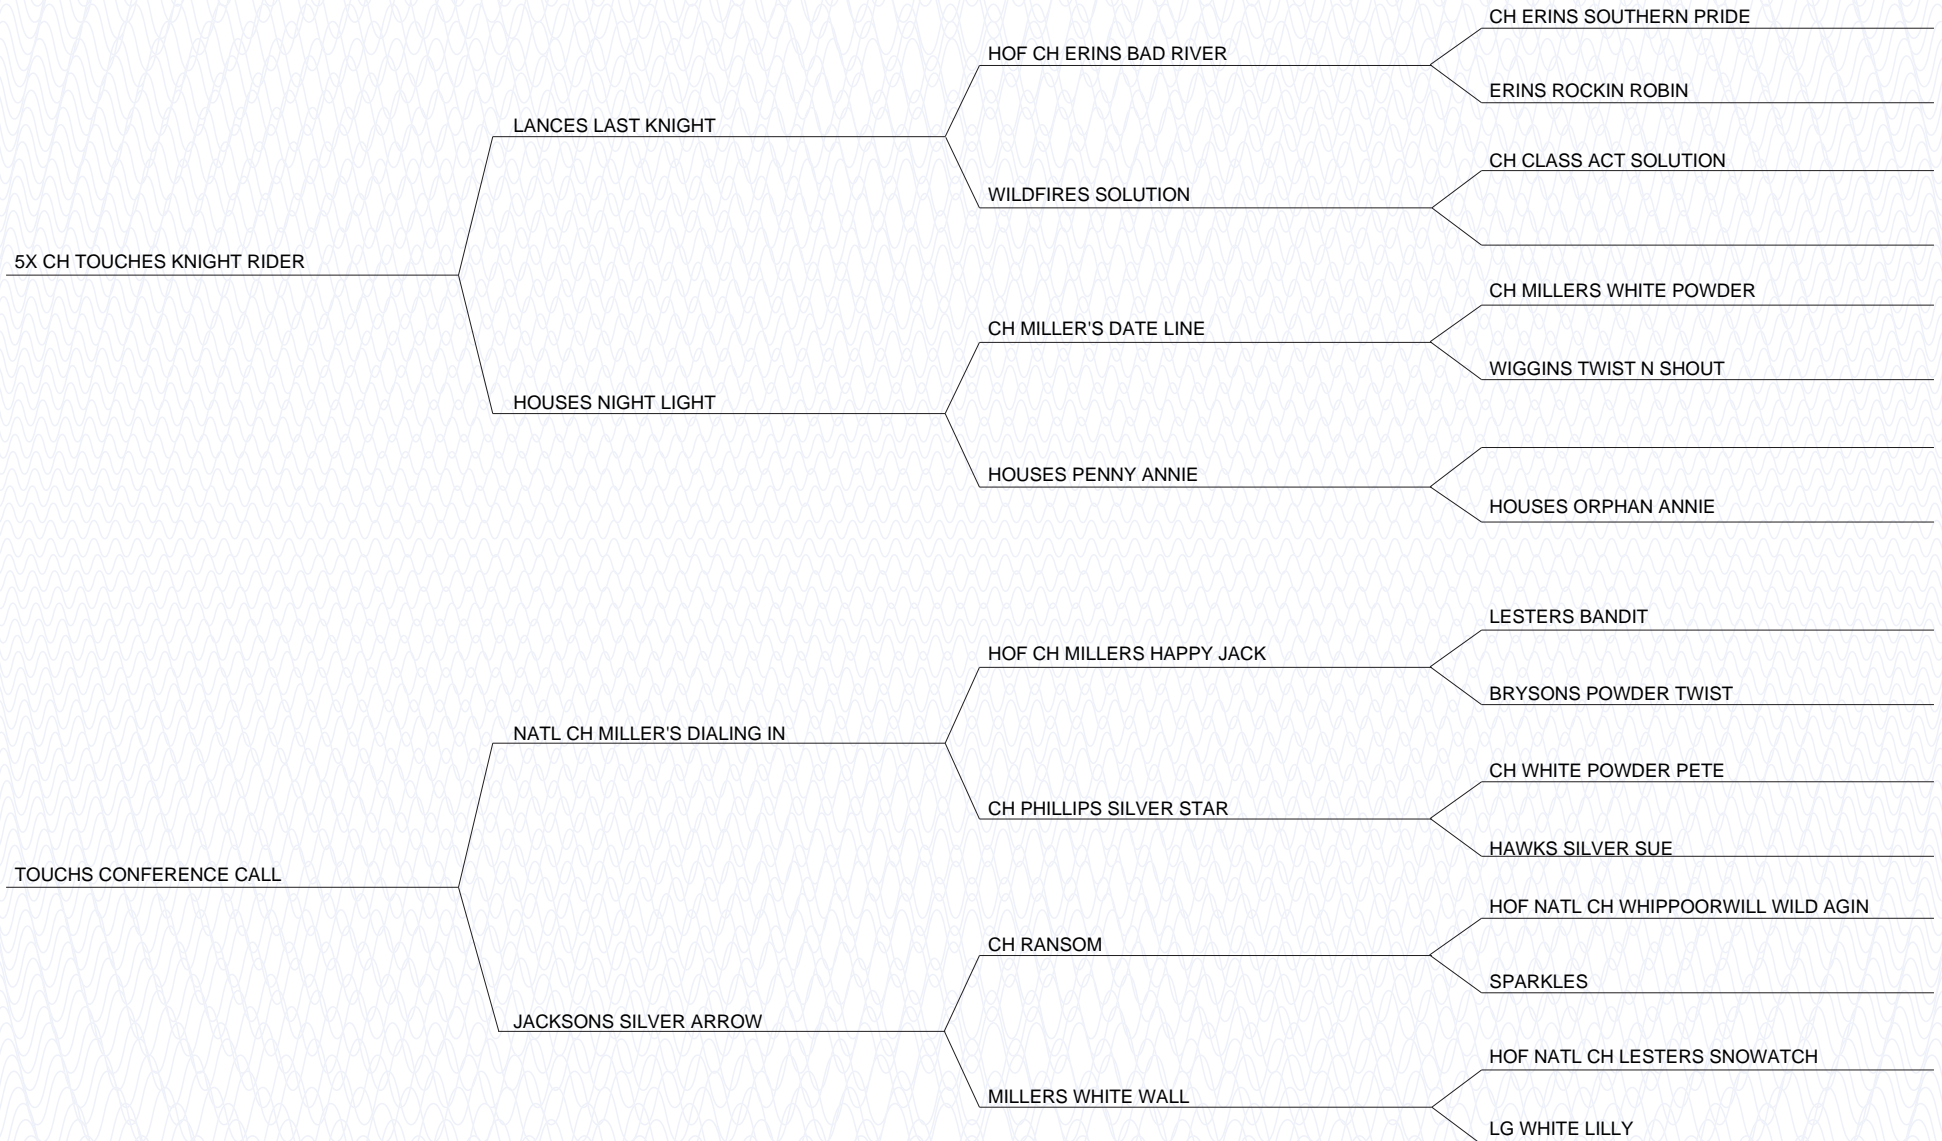 CH ERINS SOUTHERN PRIDE
HOF CH ERINS BAD RIVER
ERINS ROCKIN ROBIN
LANCES LAST KNIGHT
CH CLASS ACT SOLUTION
WILDFIRES SOLUTION
5X CH TOUCHES KNIGHT RIDER
CH MILLERS WHITE POWDER
CH MILLER'S DATE LINE
WIGGINS TWIST N SHOUT
HOUSES NIGHT LIGHT
HOUSES PENNY ANNIE
HOUSES ORPHAN ANNIE
LESTERS BANDIT
HOF CH MILLERS HAPPY JACK
BRYSONS POWDER TWIST
NATL CH MILLER'S DIALING IN
CH WHITE POWDER PETE
CH PHILLIPS SILVER STAR
HAWKS SILVER SUE
TOUCHS CONFERENCE CALL
HOF NATL CH WHIPPOORWILL WILD AGIN
CH RANSOM
SPARKLES
JACKSONS SILVER ARROW
HOF NATL CH LESTERS SNOWATCH
MILLERS WHITE WALL
LG WHITE LILLY